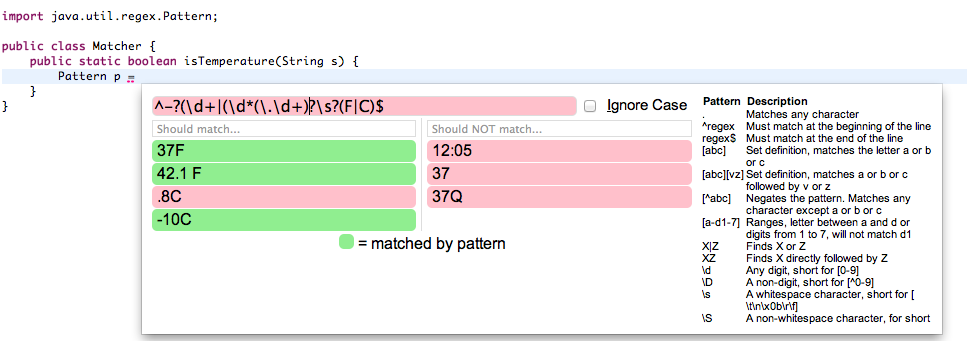 import java.util.regex.Pattern;
public class Matcher {
public static boolean isTemperature(String s) {
Pattern p =
}
}
^-?(\d+|(\d*(\.\d+)?\s?(F|C)$
Ignore Case
Should match...
Should NOT match...
37F
12:05
42.1 F
37
.8C
37Q
-10C
= matched by pattern
Pattern Description
. Matches any character
^regex Must match at the beginning of the line
regex$ Must match at the end of the line
[abc] Set definition, matches the letter a or b
or c
[abc][vz] Set definition, matches a or b or c
followed by v or z
[^abc] Negates the pattern. Matches any
character except a or b or c
[a-d1-7] Ranges, letter between a and d or
digits from 1 to 7, will not match d1
X|Z Finds X or Z
XZ Finds X directly followed by Z
\d Any digit, short for [0-9]
\D A non-digit, short for [^0-9]
\s A whitespace character, short for [
\t\n\x0b\r\f]
\S A non-whitespace character, for short